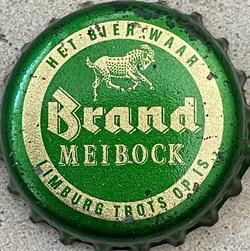 HET BIER WAAR
Brand
MEIBOCK
LIMBURG TROTS OP IS